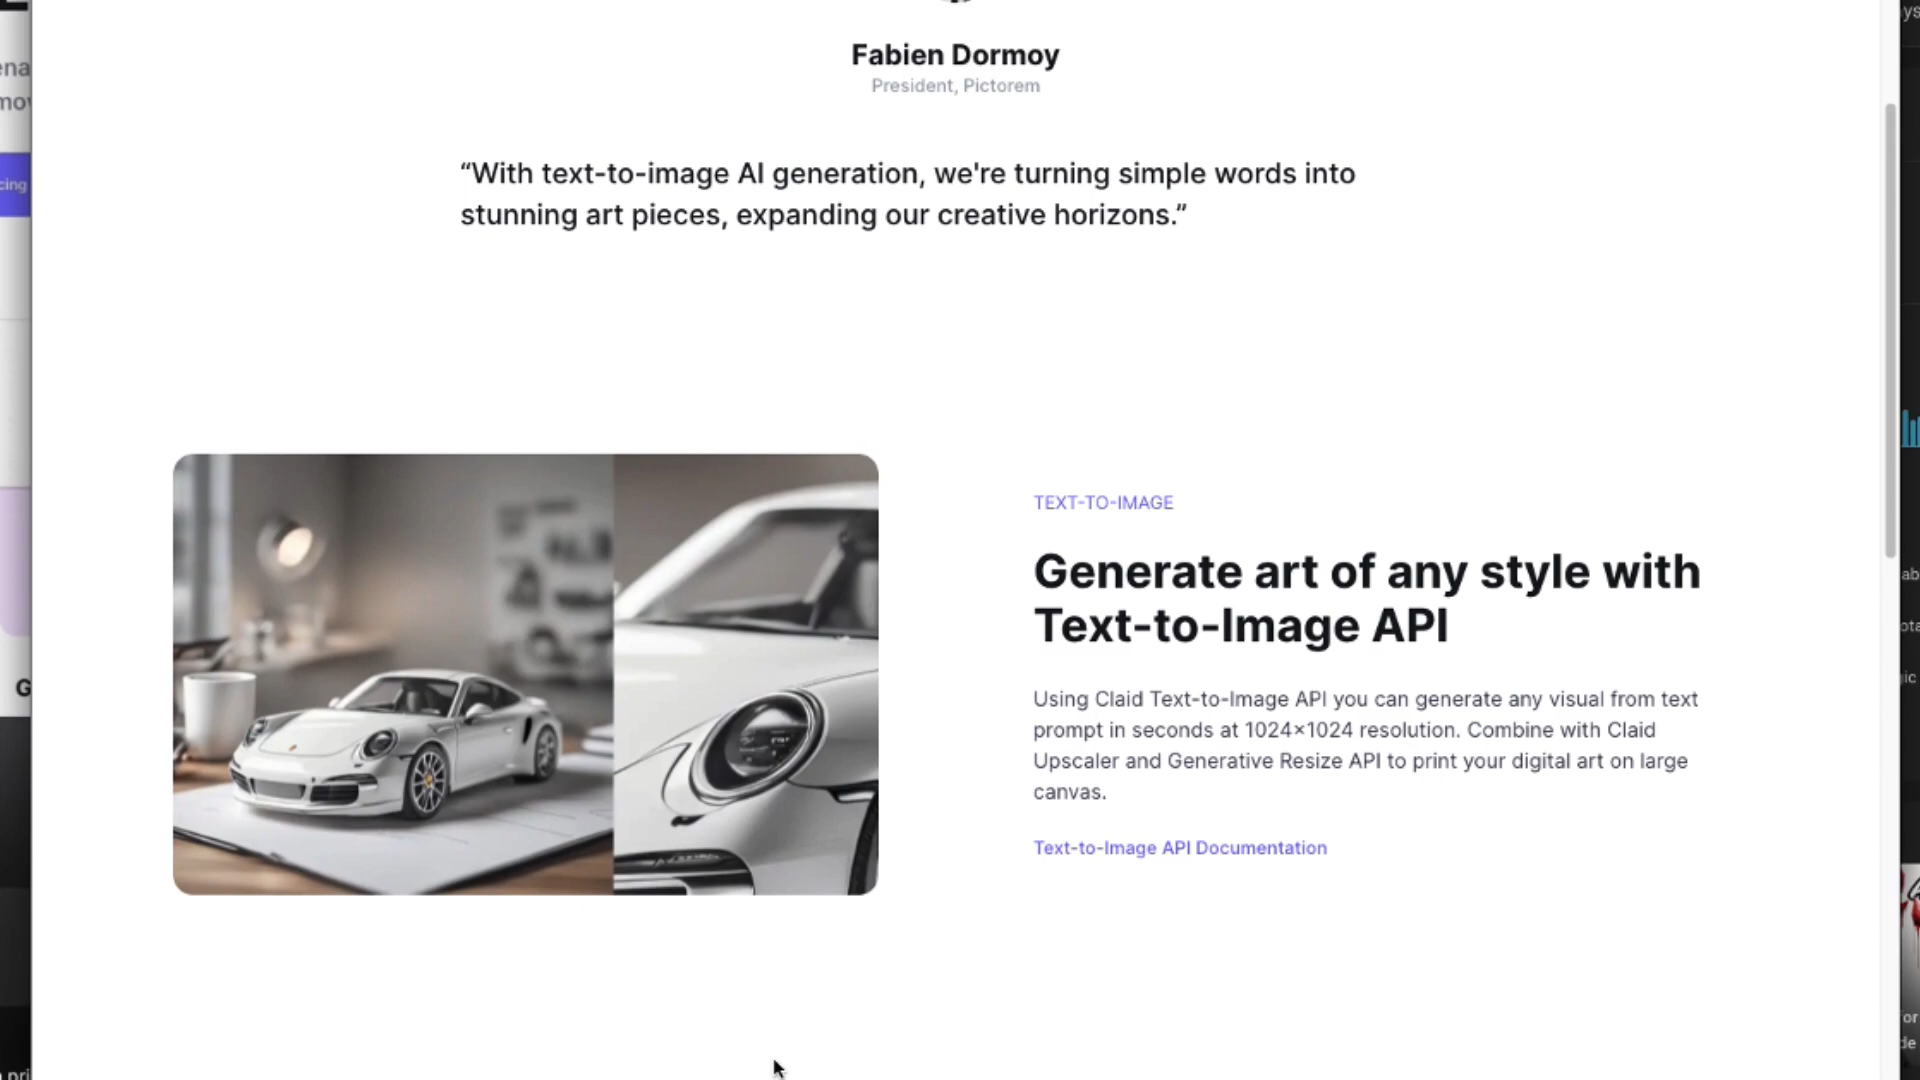 Fabien Dormoy
President, Pictorem
“With text-to-image AI generation, we're turning simple words into
stunning art pieces, expanding our creative horizons.”
TEXT-TO-IMAGE
Generate art of any style with
Text-to-Image API
Using Claid Text-to-Image API you can generate any visual from text
prompt in seconds at 1024×1024 resolution. Combine with Claid
Upscaler and Generative Resize API to print your digital art on large
canvas.
Text-to-Image API Documentation